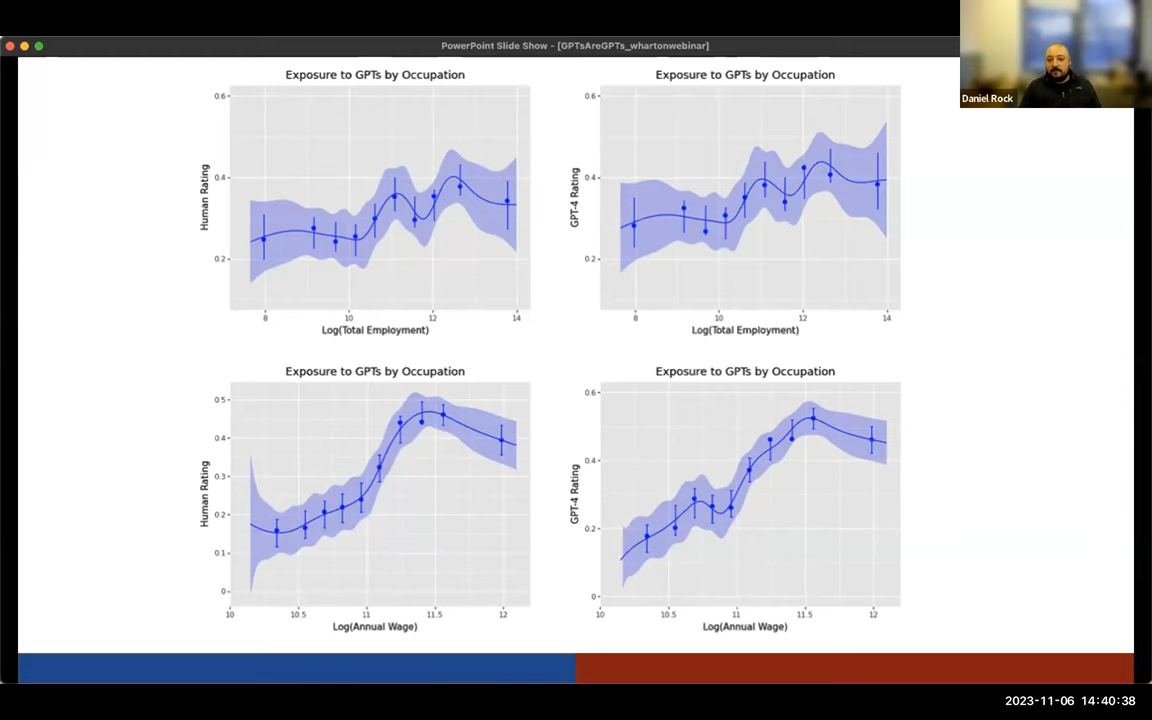 PowerPoint Slide Show - [GPTsAreGPTs_whartonwebinar]
Daniel Rock
Exposure to GPTs by Occupation
Human Rating
0.6
0.4
0.2
8 10 12 14
Log(Total Employment)
Exposure to GPTs by Occupation
GPT-4 Rating
0.6
0.4
0.2
8 10 12 14
Log(Total Employment)
Exposure to GPTs by Occupation
Human Rating
0.5
0.4
0.3
0.2
0.1
0
10 10.5 11 11.5 12
Log(Annual Wage)
Exposure to GPTs by Occupation
GPT-4 Rating
0.6
0.4
0.2
0
10 10.5 11 11.5 12
Log(Annual Wage)
2023-11-06 14:40:38